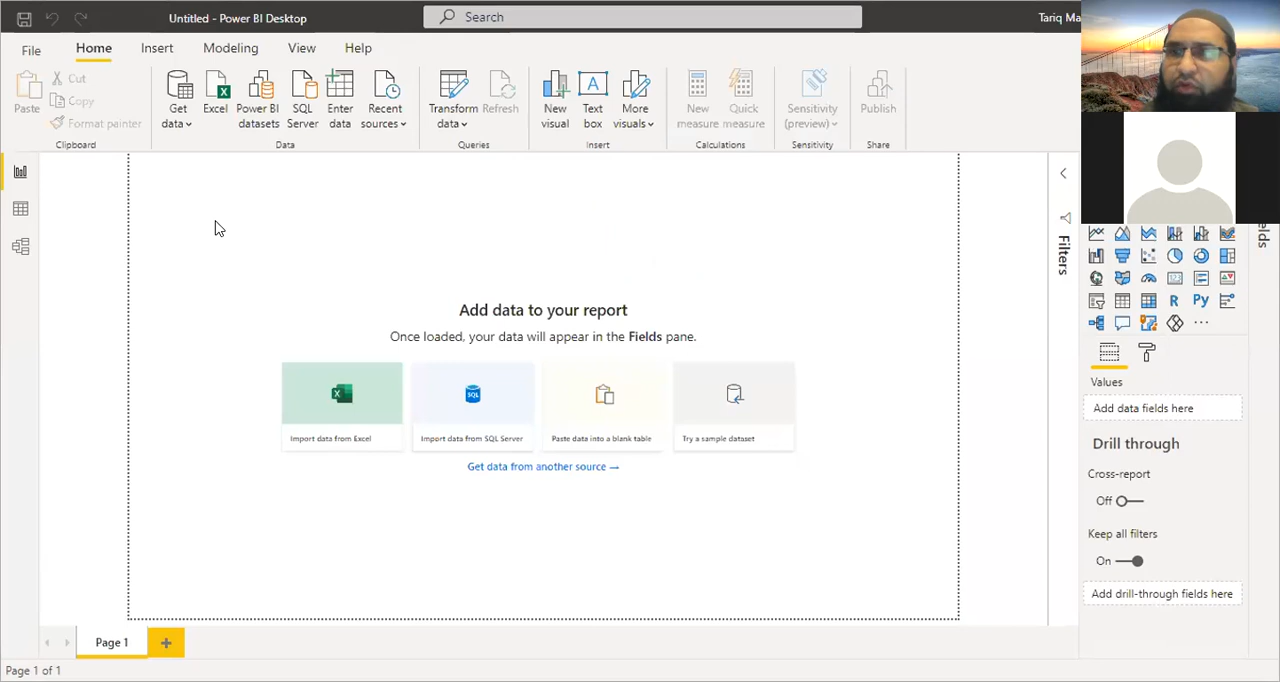 Untitled - Power BI Desktop
Search
Tariq Ma
File
Home
Insert
Modeling
View
Help
Paste
Cut
Copy
Format painter
Clipboard
Get data
Excel
Power BI datasets
SQL Server
Enter data
Recent sources
Data
Transform data
Refresh
Queries
New visual
Text box
More visuals
Insert
New measure
Quick measure
Calculations
Sensitivity (preview)
Sensitivity
Publish
Share
Add data to your report
Once loaded, your data will appear in the Fields pane.
SQL
Import data from Excel
Import data from SQL Server
Paste data into a blank table
Try a sample dataset
Get data from another source →
Filters
elds
R
Py
Values
Add data fields here
Drill through
Cross-report
Off
Keep all filters
On
Add drill-through fields here
Page 1
Page 1 of 1